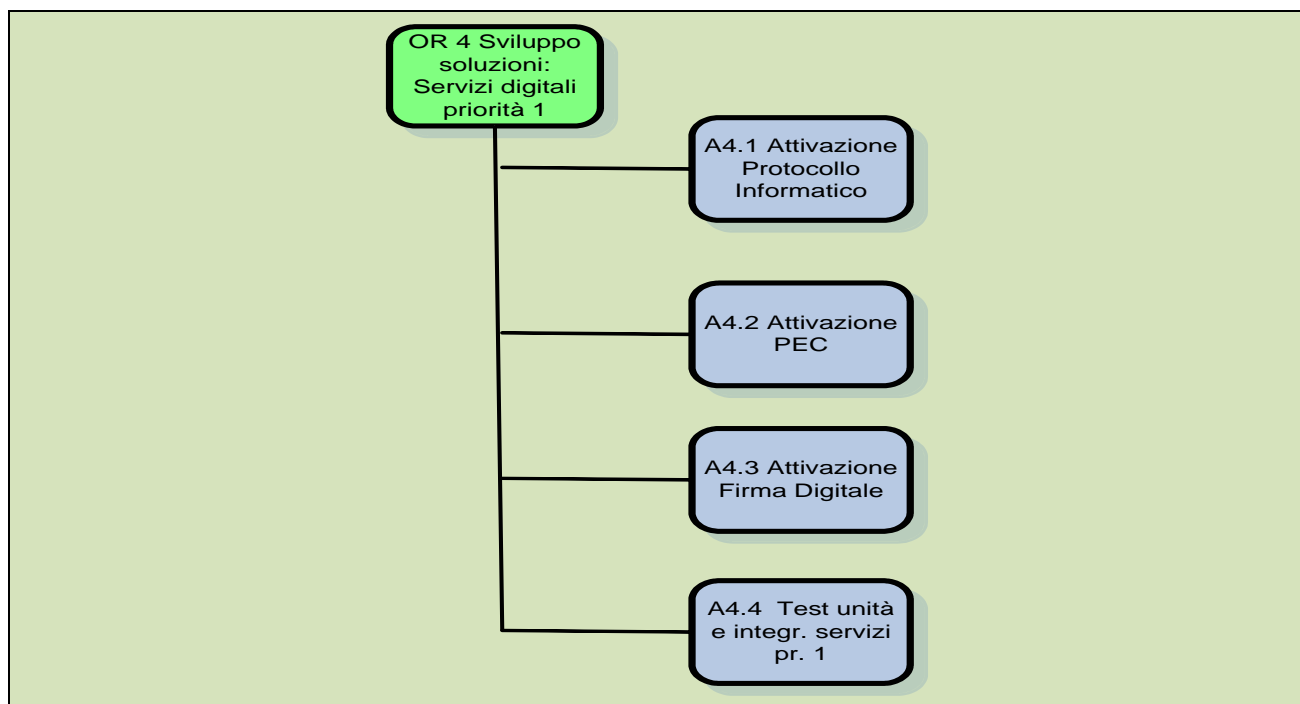 OR 4 Sviluppo
soluzioni:
Servizi digitali
priorità 1
A4.1 Attivazione
Protocollo
Informatico
A4.2 Attivazione
PEC
A4.3 Attivazione
Firma Digitale
A4.4  Test unità
e integr. servizi
pr. 1